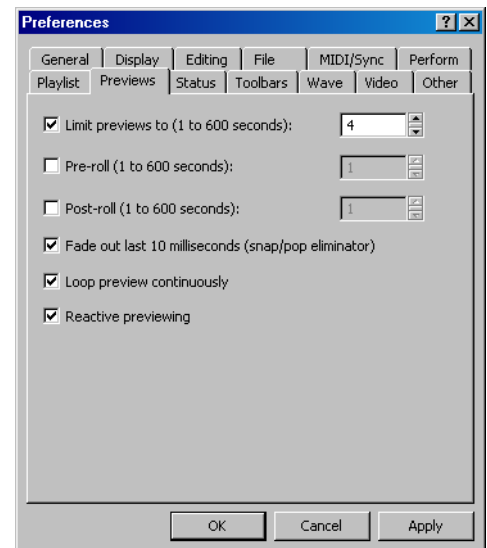 Preferences
General Display Editing File MIDI/Sync Perform
Playlist Previews Status Toolbars Wave Video Other
Limit previews to (1 to 600 seconds): 4
Pre-roll (1 to 600 seconds): 1
Post-roll (1 to 600 seconds): 1
Fade out last 10 milliseconds (snap/pop eliminator)
Loop preview continuously
Reactive previewing
OK Cancel Apply